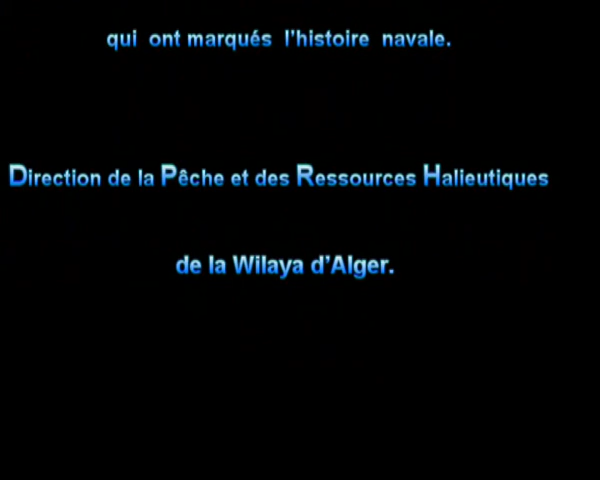 qui ont marqués l'histoire navale.
Direction de la Pêche et des Ressources Halieutiques
de la Wilaya d'Alger.